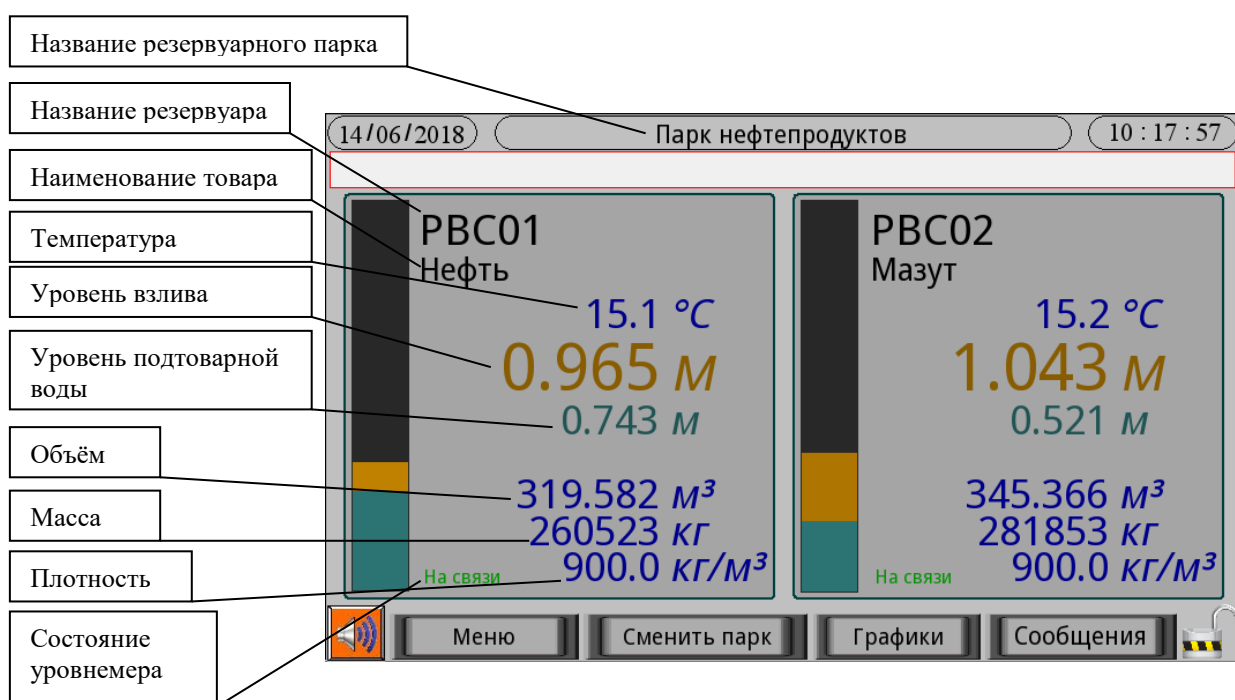 Название резервуарного парка
Название резервуара
Наименование товара
Температура
Уровень взлива
Уровень подтоварной
воды
Объём
Масса
Плотность
Состояние
уровнемера
14/06/2018
Парк нефтепродуктов
10 : 17 : 57
РВС01
Нефть
15.1 °C
0.965 м
0.743 м
319.582 м³
260523 кг
900.0 кг/м³
На связи
РВС02
Мазут
15.2 °C
1.043 м
0.521 м
345.366 м³
281853 кг
900.0 кг/м³
На связи
Меню
Сменить парк
Графики
Сообщения